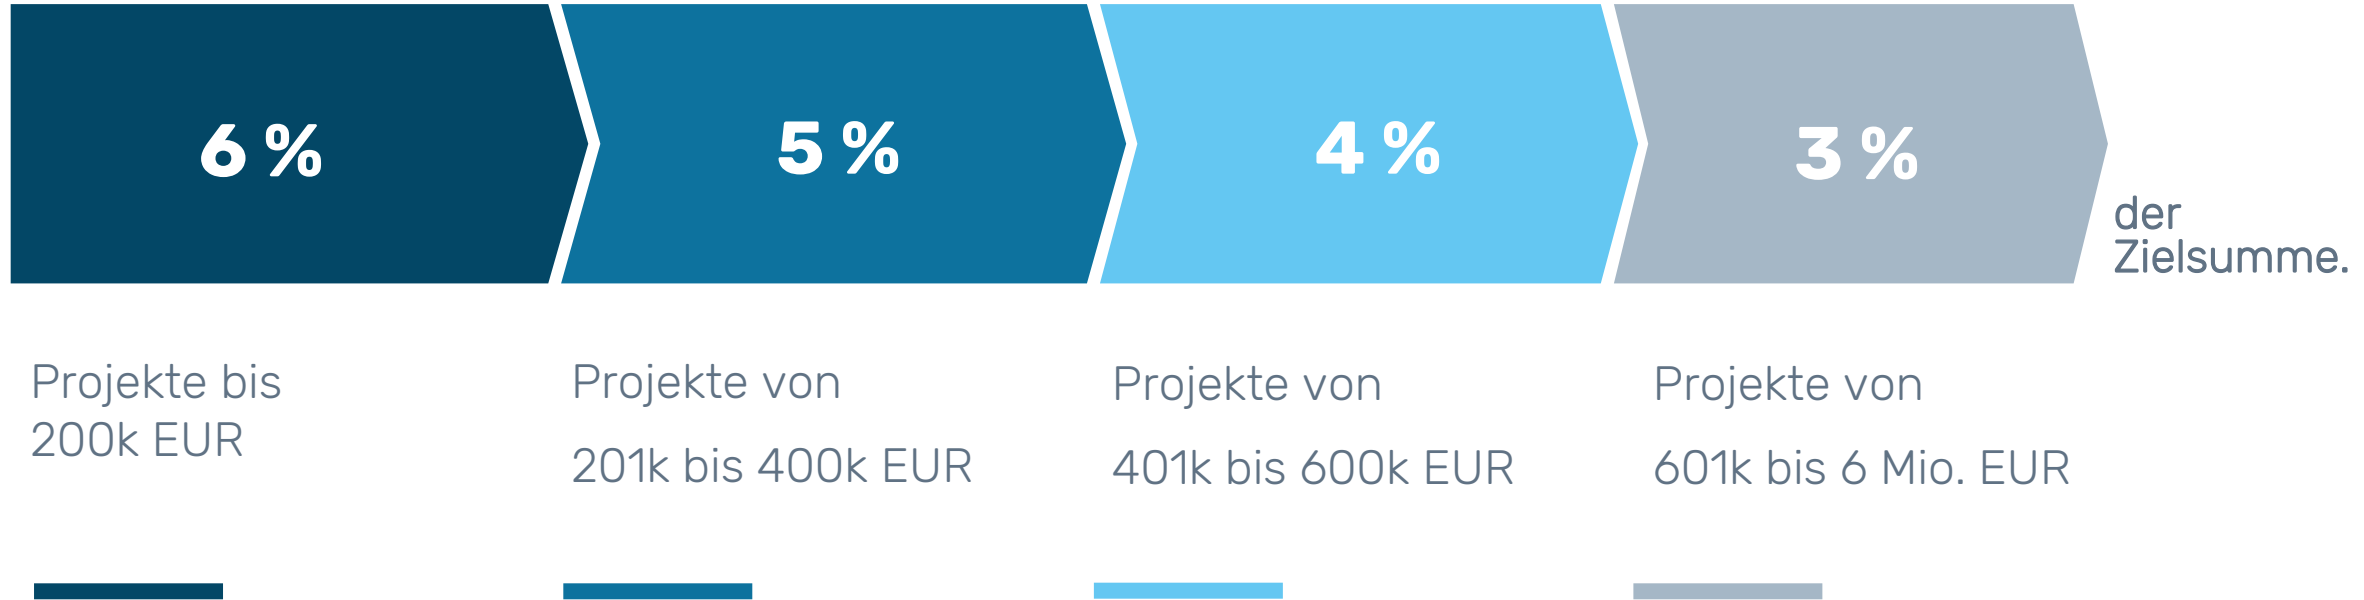 6 %
5 %
4 %
3 %
der
Zielsumme.
Projekte bis
200k EUR
Projekte von
201k bis 400k EUR
Projekte von
401k bis 600k EUR
Projekte von
601k bis 6 Mio. EUR